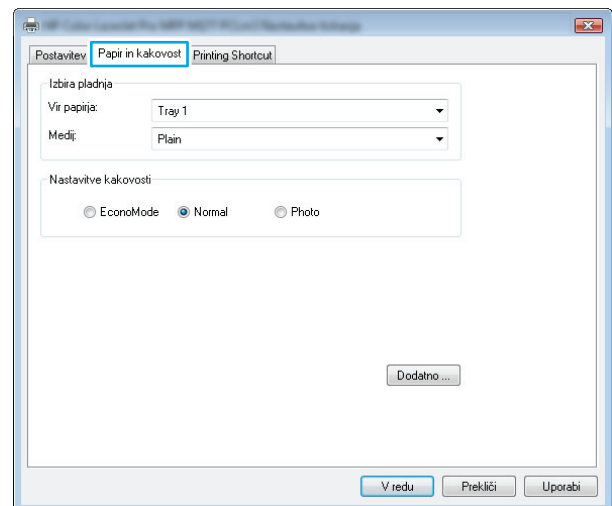 Postavitev Papir in kakovost Printing Shortcut
Izbira pladnja
Vir papirja: Tray 1
Medij: Plain
Nastavitve kakovosti
EconoMode Normal Photo
Dodatno ...
V redu Prekliči Uporabi